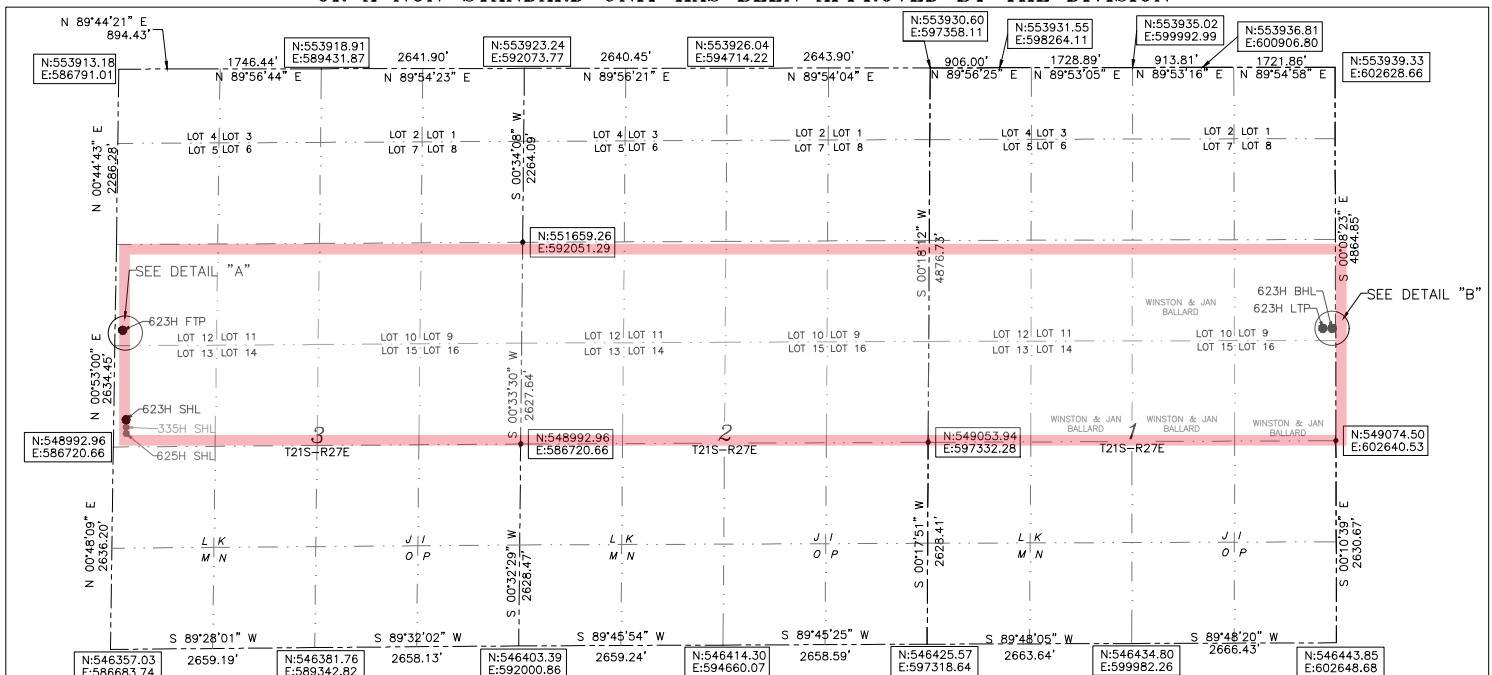 OR A NON-STANDARD UNIT HAS BEEN APPROVED BY THE DIVISION
N 89°44'21" E
894.43'
N:553913.18
E:586791.01
1746.44'
N 89°56'44" E
N:553918.91
E:589431.87
2641.90'
N 89°54'23" E
N:553923.24
E:592073.77
2640.45'
N 89°56'21" E
N:553926.04
E:594714.22
2643.90'
N 89°54'04" E
N:553930.60
E:597358.11
906.00'
N 89°56'25" E
N:553931.55
E:598264.11
1728.89'
N 89°53'05" E
N:553935.02
E:599992.99
913.81'
N 89°53'16" E
N:553936.81
E:600906.80
1721.86'
N 89°54'58" E
N:553939.33
E:602628.66
N 00°44'43" E
2286.28'
LOT 4 LOT 3
LOT 5 LOT 6
LOT 2 LOT 1
LOT 7 LOT 8
S 00°34'08" W
2264.09'
LOT 4 LOT 3
LOT 5 LOT 6
LOT 2 LOT 1
LOT 7 LOT 8
LOT 4 LOT 3
LOT 5 LOT 6
LOT 2 LOT 1
LOT 7 LOT 8
N:551659.26
E:592051.29
S 00°18'12" W
4876.73'
S 00°08'23" E
4864.85'
SEE DETAIL "A"
623H FTP
623H BHL
623H LTP
SEE DETAIL "B"
WINSTON & JAN
BALLARD
N 00°53'00" E
2634.45'
LOT 12 LOT 11
LOT 13 LOT 14
LOT 10 LOT 9
LOT 15 LOT 16
S 00°33'30" W
2627.64'
LOT 12 LOT 11
LOT 13 LOT 14
LOT 10 LOT 9
LOT 15 LOT 16
LOT 12 LOT 11
LOT 13 LOT 14
LOT 10 LOT 9
LOT 15 LOT 16
623H SHL
335H SHL
625H SHL
WINSTON & JAN
BALLARD
WINSTON & JAN
BALLARD
WINSTON & JAN
BALLARD
N:548992.96
E:586720.66
3
T21S-R27E
N:548992.96
E:586720.66
2
T21S-R27E
N:549053.94
E:597332.28
1
T21S-R27E
N:549074.50
E:602640.53
N 00°48'09" E
2636.20'
L K
M N
J I
O P
S 00°32'29" W
2628.47'
L K
M N
J I
O P
S 00°17'51" W
2628.41'
L K
M N
J I
O P
S 00°10'39" E
2630.67'
N:546357.03
E:586683.74
S 89°28'01" W
2659.19'
N:546381.76
E:589342.82
S 89°32'02" W
2658.13'
N:546403.39
E:592000.86
S 89°45'54" W
2659.24'
N:546414.30
E:594660.07
S 89°45'25" W
2658.59'
N:546425.57
E:597318.64
S 89°48'05" W
2663.64'
N:546434.80
E:599982.26
S 89°48'20" W
2666.43'
N:546443.85
E:602648.68